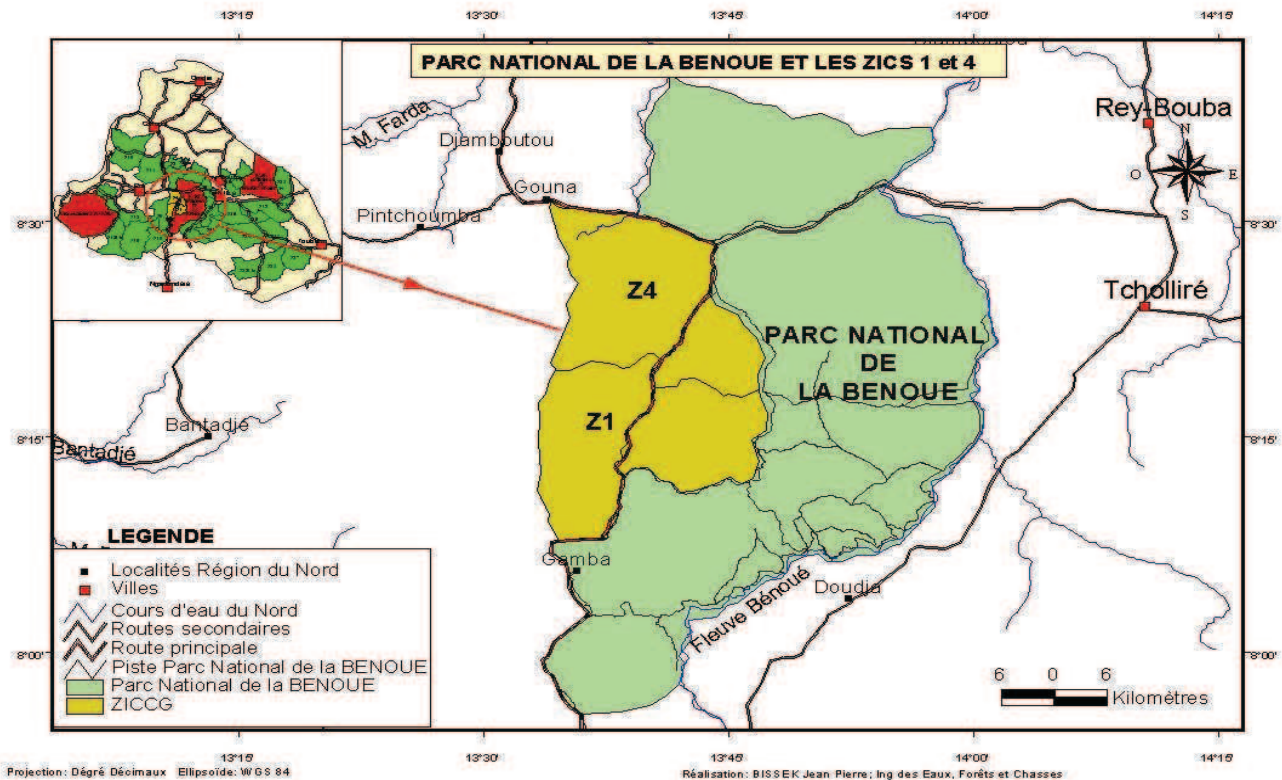 13°15' 13°30' 13°45' 14°00' 14°15'
PARC NATIONAL DE LA BENOUE ET LES ZICS 1 et 4
M. Farda
Rey-Bouba
Djamboutou
N
O E
S
Gouna
Pintchoumba
8°30' 8°30'
Z4
Tcholliré
PARC NATIONAL
DE
LA BENOUE
Z1
Bantadjé
8°15' 8°15'
Bantadjé
LEGENDE
Localités Région du Nord
Villes
Cours d'eau du Nord
Routes secondaires
Route principale
Piste Parc National de la BENOUE
Parc National de la BENOUE
ZICCG
Gamba
Doudja
Fleuve Bénoué
8°00' 8°00'
6 0 6
Kilomètres
13°15' 13°30' 13°45' 14°00' 14°15'
Projection: Dégré Décimaux Ellipsoïde: WGS 84
Réalisation: BISSEK Jean Pierre; Ing des Eaux, Forêts et Chasses